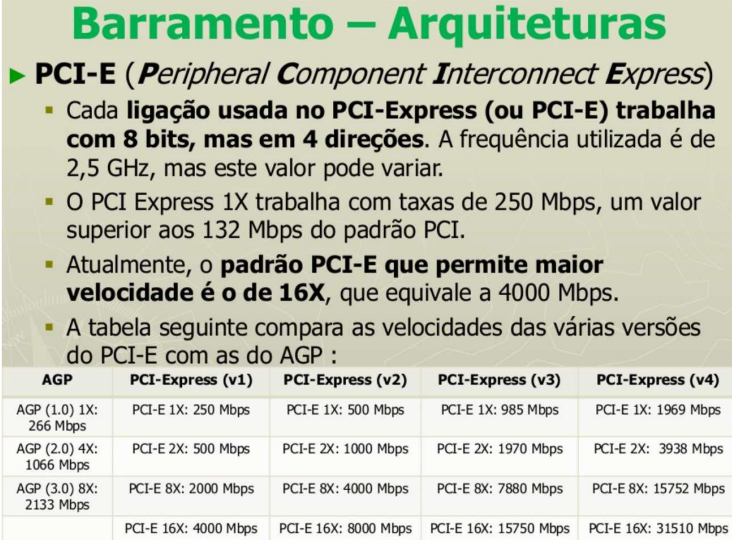 Barramento – Arquiteturas
► PCI-E (Peripheral Component Interconnect Express)
▪ Cada ligação usada no PCI-Express (ou PCI-E) trabalha
com 8 bits, mas em 4 direções. A frequência utilizada é de
2,5 GHz, mas este valor pode variar.
▪ O PCI Express 1X trabalha com taxas de 250 Mbps, um valor
superior aos 132 Mbps do padrão PCI.
▪ Atualmente, o padrão PCI-E que permite maior
velocidade é o de 16X, que equivale a 4000 Mbps.
▪ A tabela seguinte compara as velocidades das várias versões
do PCI-E com as do AGP :
AGP PCI-Express (v1) PCI-Express (v2) PCI-Express (v3) PCI-Express (v4)
AGP (1.0) 1X: PCI-E 1X: 250 Mbps PCI-E 1X: 500 Mbps PCI-E 1X: 985 Mbps PCI-E 1X: 1969 Mbps
266 Mbps
AGP (2.0) 4X: PCI-E 2X: 500 Mbps PCI-E 2X: 1000 Mbps PCI-E 2X: 1970 Mbps PCI-E 2X: 3938 Mbps
1066 Mbps
AGP (3.0) 8X: PCI-E 8X: 2000 Mbps PCI-E 8X: 4000 Mbps PCI-E 8X: 7880 Mbps PCI-E 8X: 15752 Mbps
2133 Mbps
PCI-E 16X: 4000 Mbps PCI-E 16X: 8000 Mbps PCI-E 16X: 15750 Mbps PCI-E 16X: 31510 Mbps